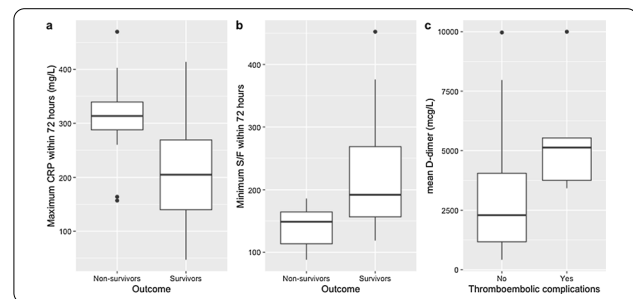 a
Maximum CRP within 72 hours (mg/L)
400
300
200
100
Non-survivors Survivors
Outcome
b
Minimum S/F within 72 hours
400
300
200
100
Non-survivors Survivors
Outcome
c
mean D-dimer (mcg/L)
10000
7500
5000
2500
0
No Yes
Thromboembolic complications